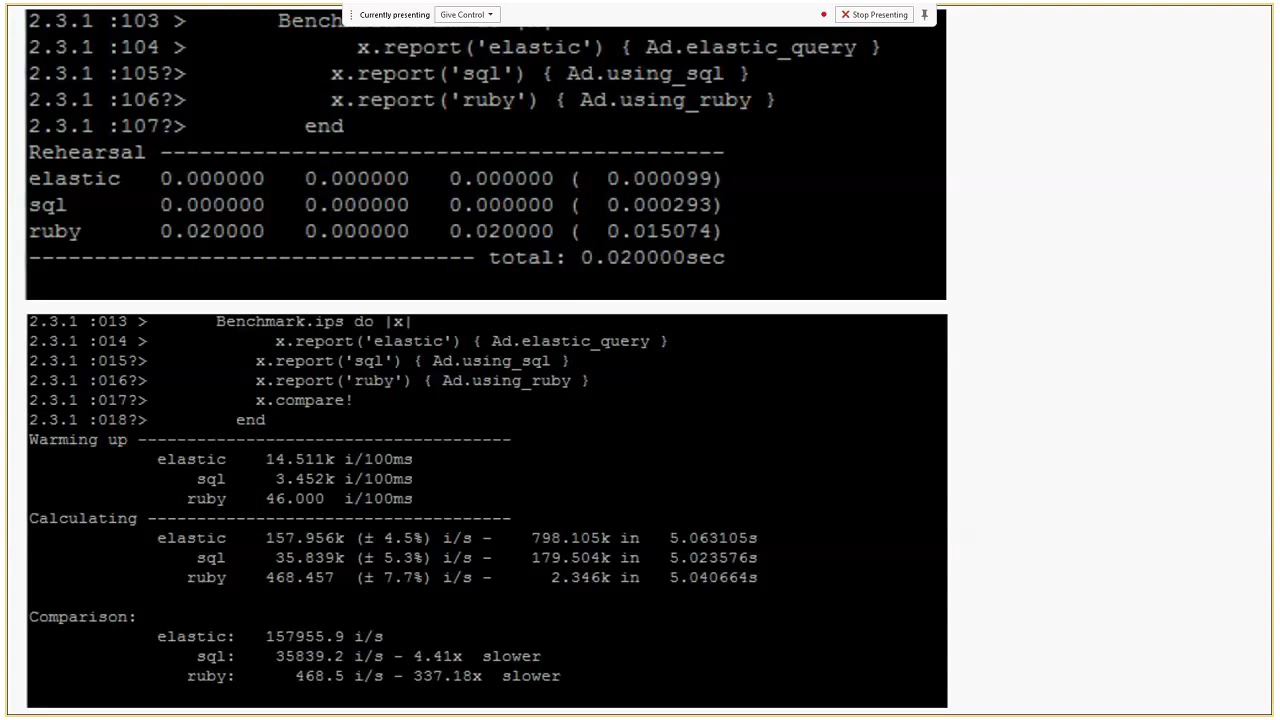 Currently presenting Give Control Stop Presenting
2.3.1 :103 >
2.3.1 :104 > x.report('elastic') { Ad.elastic_query }
2.3.1 :105?> x.report('sql') { Ad.using_sql }
2.3.1 :106?> x.report('ruby') { Ad.using_ruby }
2.3.1 :107?> end
Rehearsal -------------------------------------------
elastic 0.000000 0.000000 0.000000 ( 0.000099)
sql 0.000000 0.000000 0.000000 ( 0.000293)
ruby 0.020000 0.000000 0.020000 ( 0.015074)
---------------------------------- total: 0.020000sec
2.3.1 :013 > Benchmark.ips do |x|
2.3.1 :014 > x.report('elastic') { Ad.elastic_query }
2.3.1 :015?> x.report('sql') { Ad.using_sql }
2.3.1 :016?> x.report('ruby') { Ad.using_ruby }
2.3.1 :017?> x.compare!
2.3.1 :018?> end
Warming up --------------------------------------
elastic 14.511k i/100ms
sql 3.452k i/100ms
ruby 46.000 i/100ms
Calculating -------------------------------------
elastic 157.956k (± 4.5%) i/s - 798.105k in 5.063105s
sql 35.839k (± 5.3%) i/s - 179.504k in 5.023576s
ruby 468.457 (± 7.7%) i/s - 2.346k in 5.040664s
Comparison:
elastic: 157955.9 i/s
sql: 35839.2 i/s - 4.41x slower
ruby: 468.5 i/s - 337.18x slower